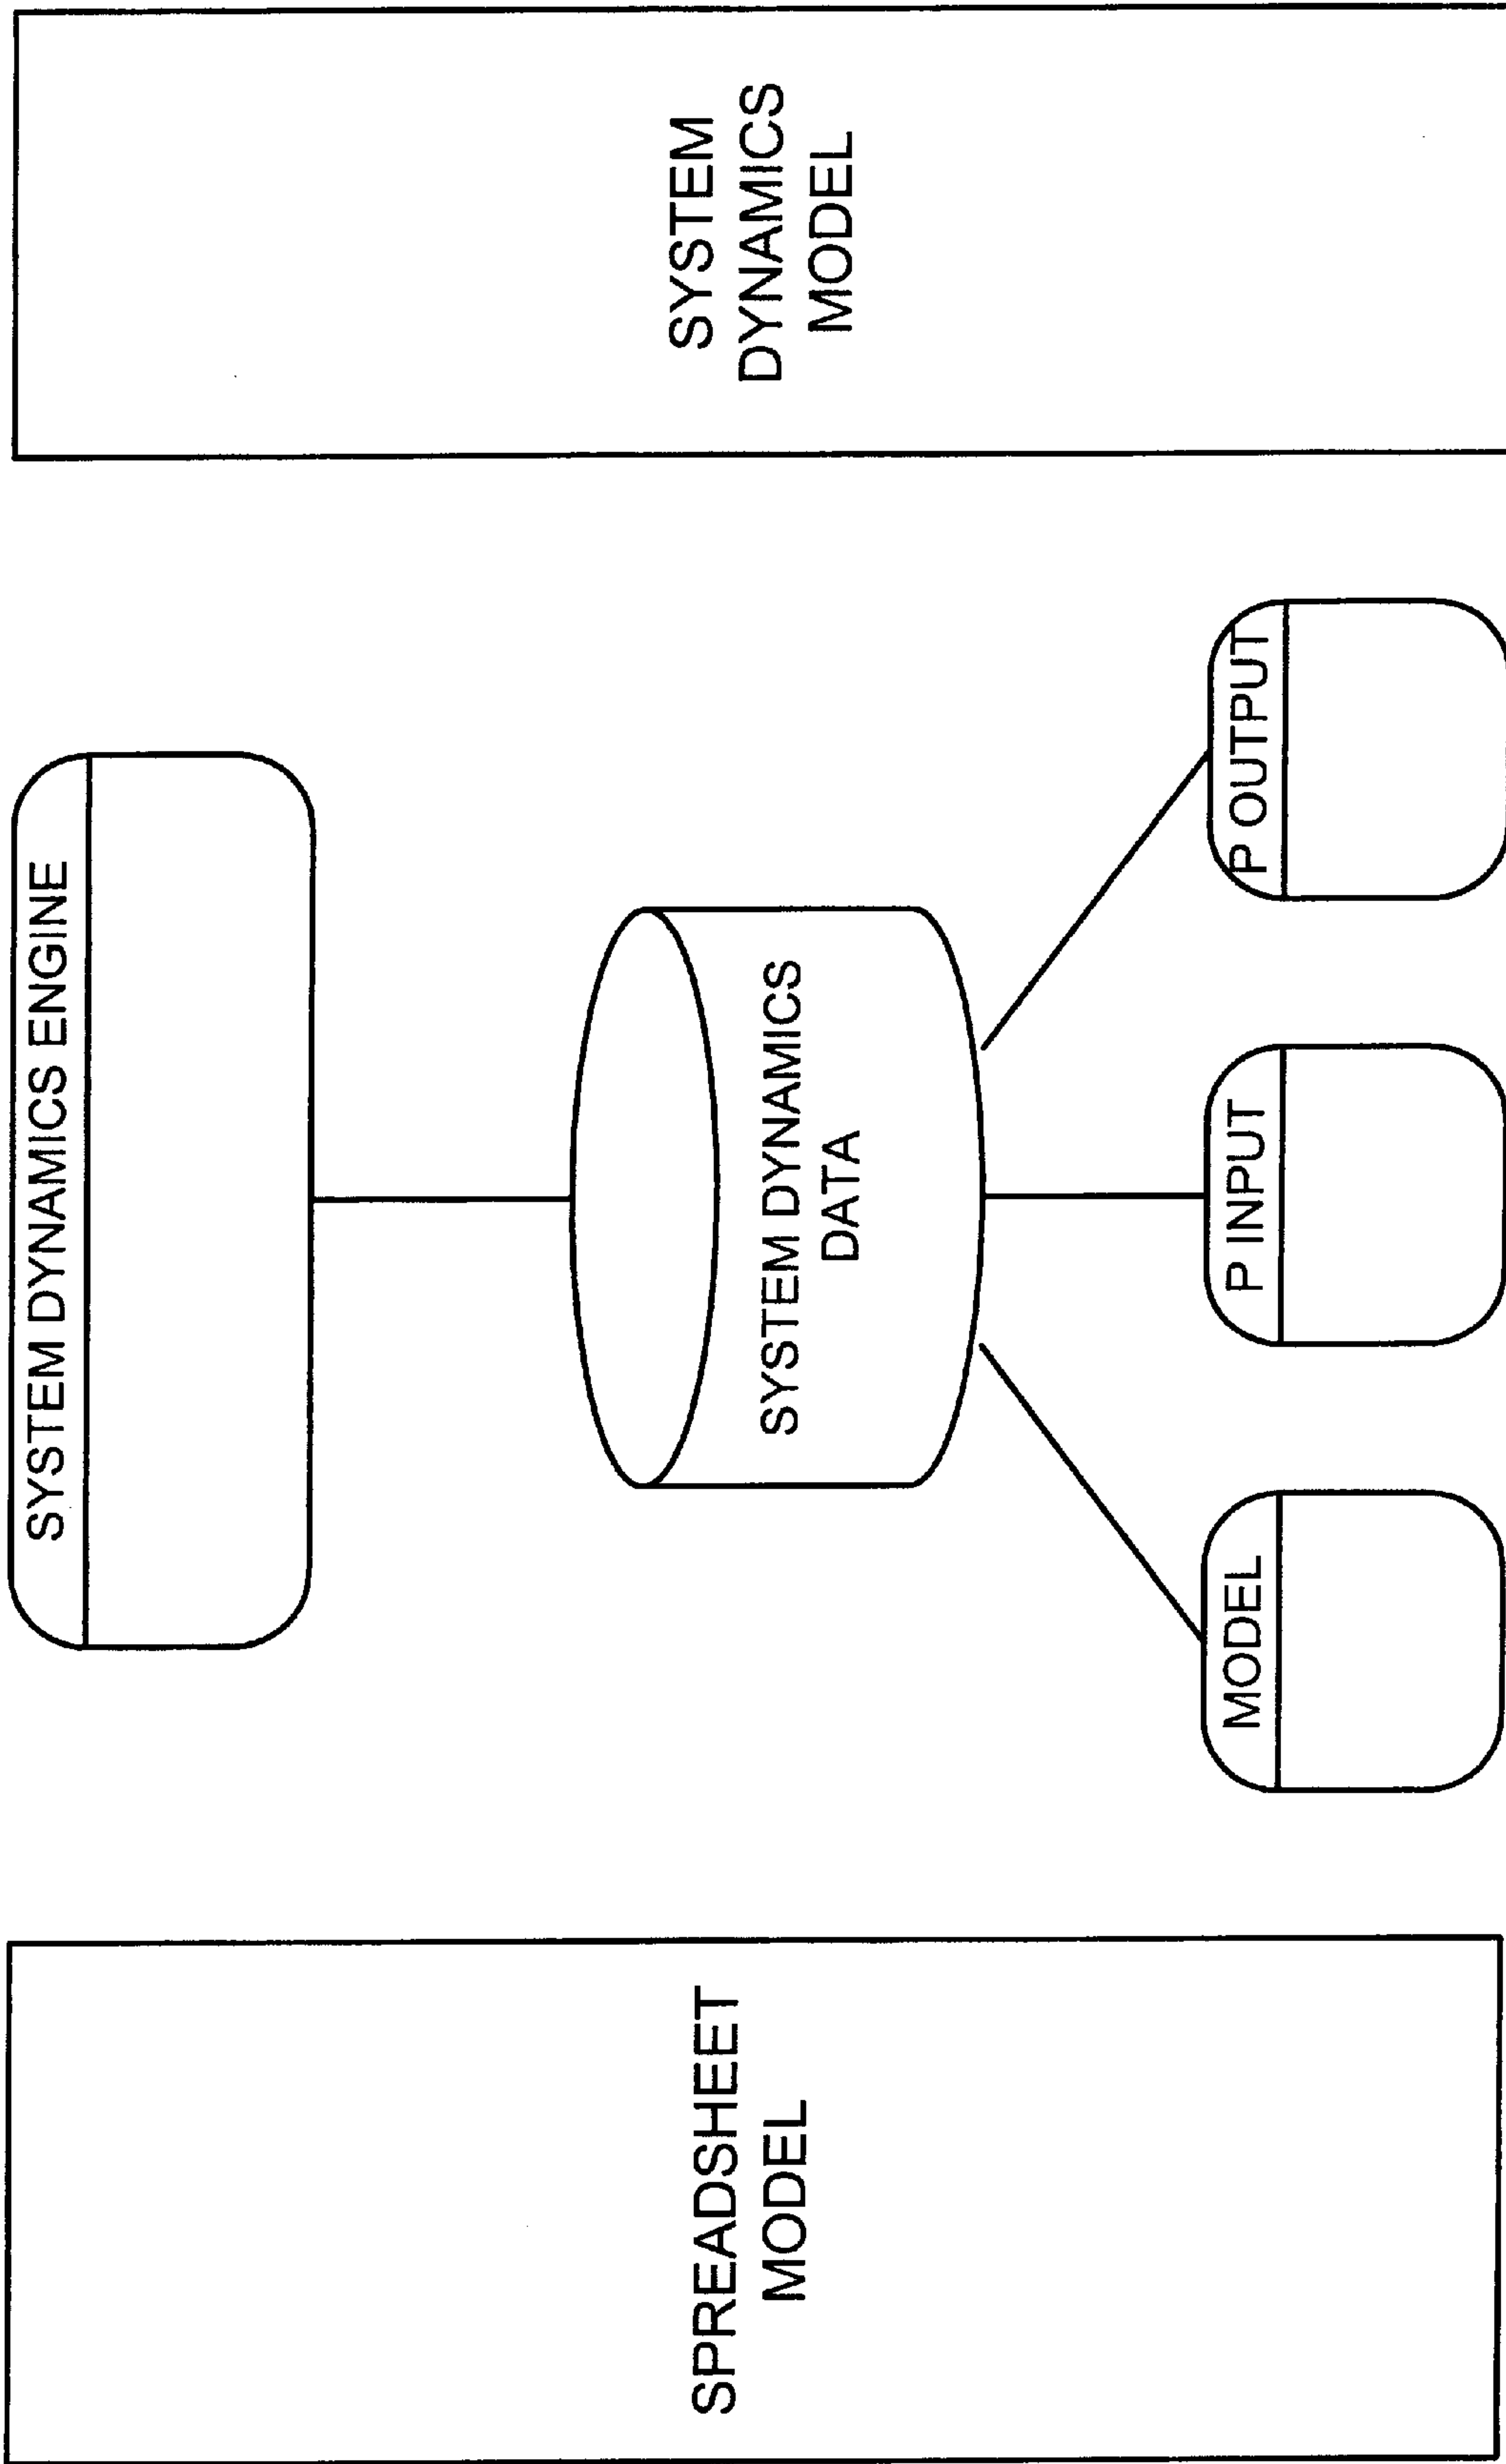 SPREADSHEET
MODEL
SYSTEM DYNAMICS ENGINE
SYSTEM DYNAMICS
DATA
MODEL
P INPUT
P OUTPUT
SYSTEM
DYNAMICS
MODEL